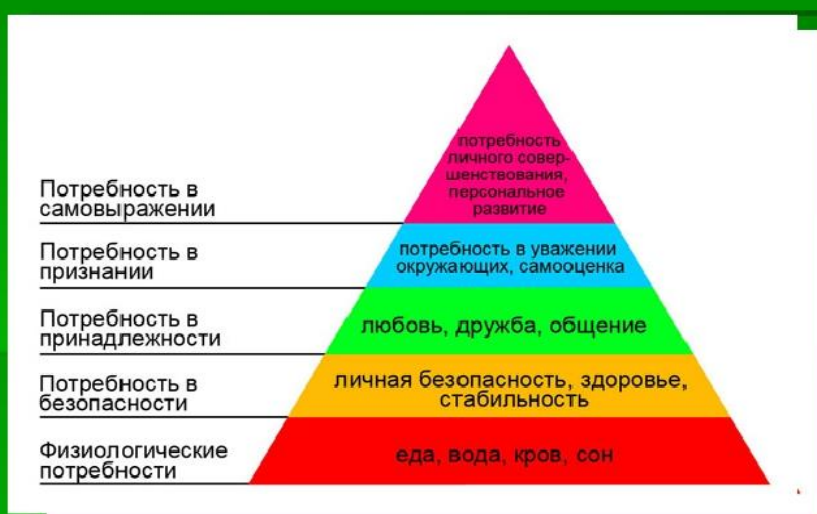 потребность
личного совер-
шенствования,
персональное
развитие
Потребность в
самовыражении
потребность в уважении
окружающих, самооценка
Потребность в
признании
любовь, дружба, общение
Потребность в
принадлежности
личная безопасность, здоровье,
стабильность
Потребность в
безопасности
еда, вода, кров, сон
Физиологические
потребности